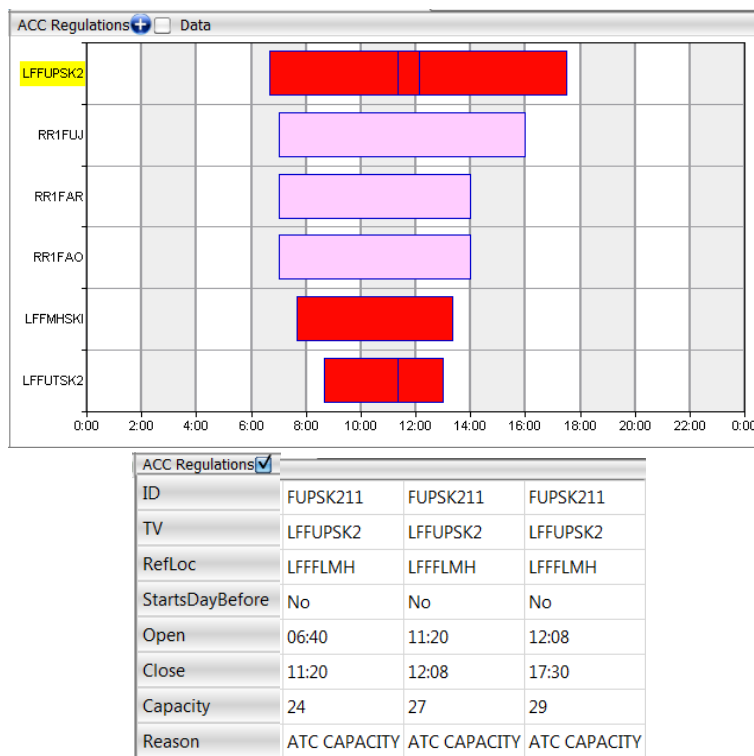 ACC Regulations Data
LFFUPSK2
RR1FUJ
RR1FAR
RR1FAO
LFFMHSKI
LFFUTSK2
0:00 2:00 4:00 6:00 8:00 10:00 12:00 14:00 16:00 18:00 20:00 22:00 0:00
ACC Regulations
ID FUPSK211 FUPSK211 FUPSK211
TV LFFUPSK2 LFFUPSK2 LFFUPSK2
RefLoc LFFFLMH LFFFLMH LFFFLMH
StartsDayBefore No No No
Open 06:40 11:20 12:08
Close 11:20 12:08 17:30
Capacity 24 27 29
Reason ATC CAPACITY ATC CAPACITY ATC CAPACITY